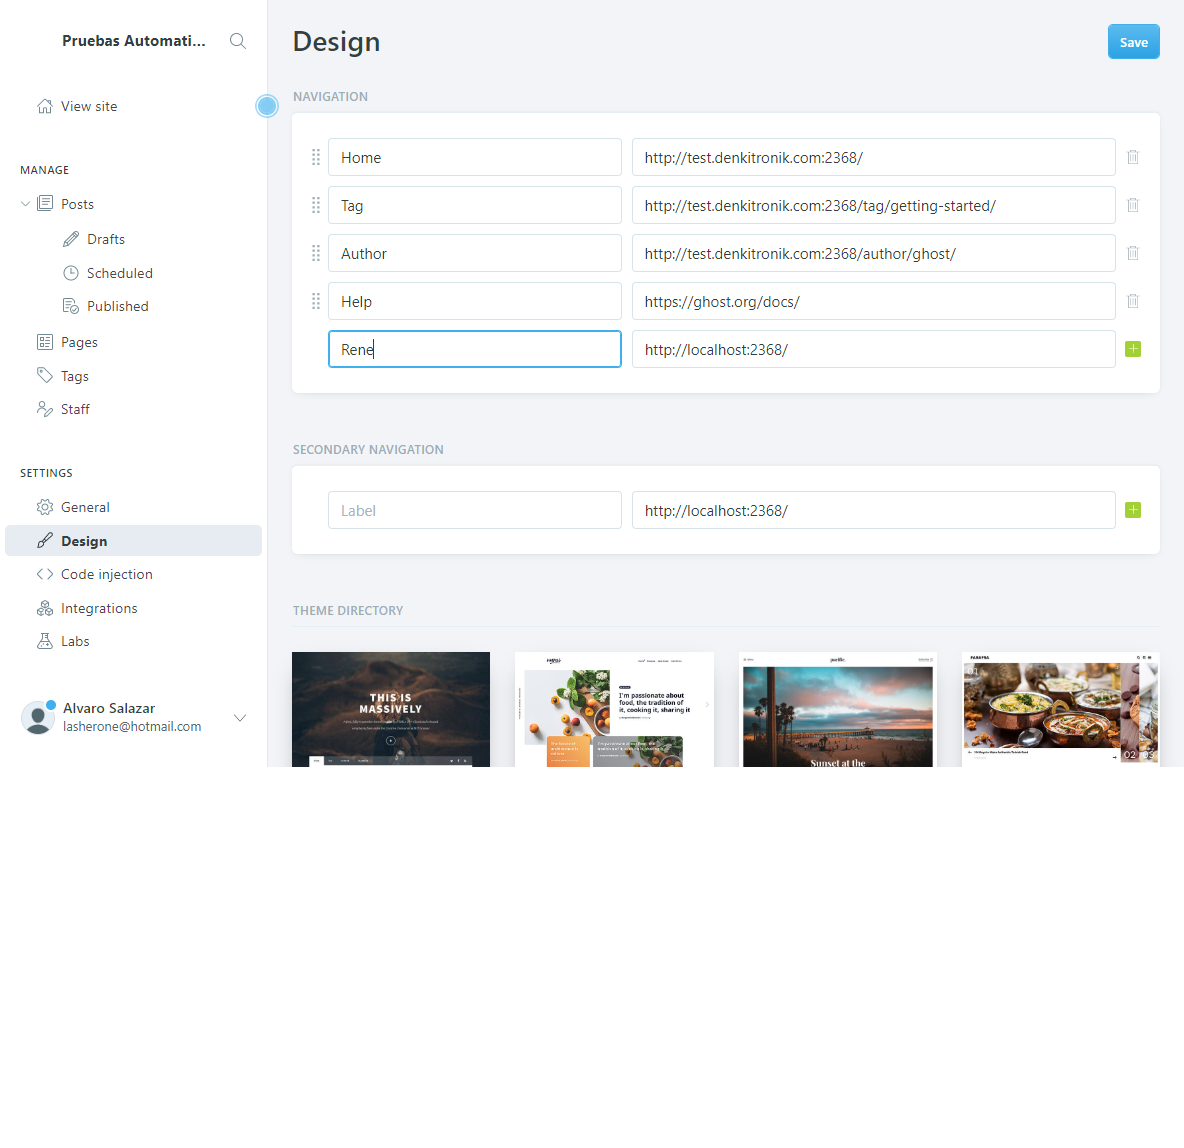 Pruebas Automati...
View site
MANAGE
Posts
Drafts
Scheduled
Published
Pages
Tags
Staff
SETTINGS
General
Design
Code injection
Integrations
Labs
Alvaro Salazar
lasherone@hotmail.com
Design
Save
NAVIGATION
Home http://test.denkitronik.com:2368/
Tag http://test.denkitronik.com:2368/tag/getting-started/
Author http://test.denkitronik.com:2368/author/ghost/
Help https://ghost.org/docs/
Rene http://localhost:2368/
SECONDARY NAVIGATION
Label http://localhost:2368/
THEME DIRECTORY
THIS IS
MASSIVELY
I'm passionate about
food, the tradition of
it, cooking it, sharing it
Sunset at the
01
02
03